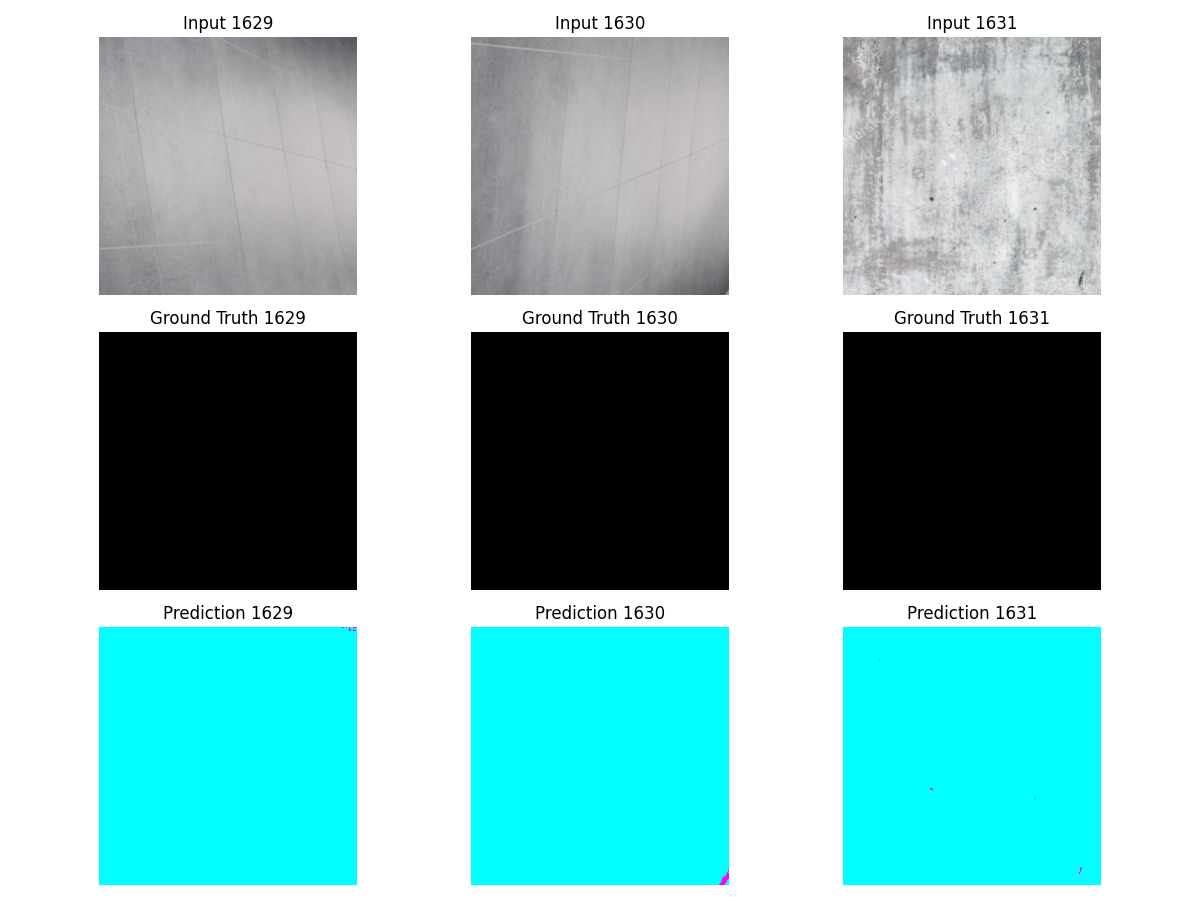 Input 1629
Input 1630
Input 1631
Ground Truth 1629
Ground Truth 1630
Ground Truth 1631
Prediction 1629
Prediction 1630
Prediction 1631